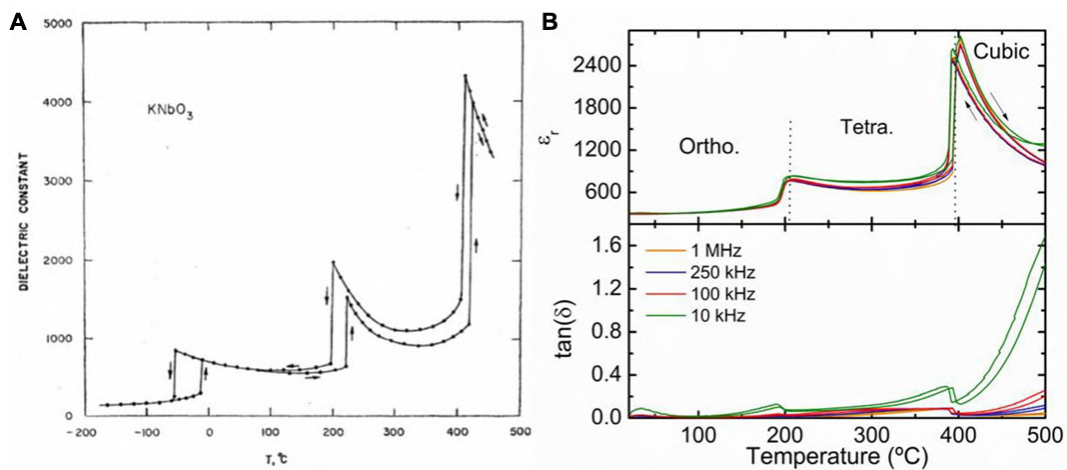 A
5000
4000
3000
2000
1000
0
DIELECTRIC CONSTANT
KNbO3
-200
-100
0
100
200
300
400
500
T, °C
B
2400
1800
1200
600
εr
Ortho.
Tetra.
Cubic
1.6
1.2
0.8
0.4
0.0
tan(δ)
1 MHz
250 kHz
100 kHz
10 kHz
100
200
300
400
500
Temperature (ºC)